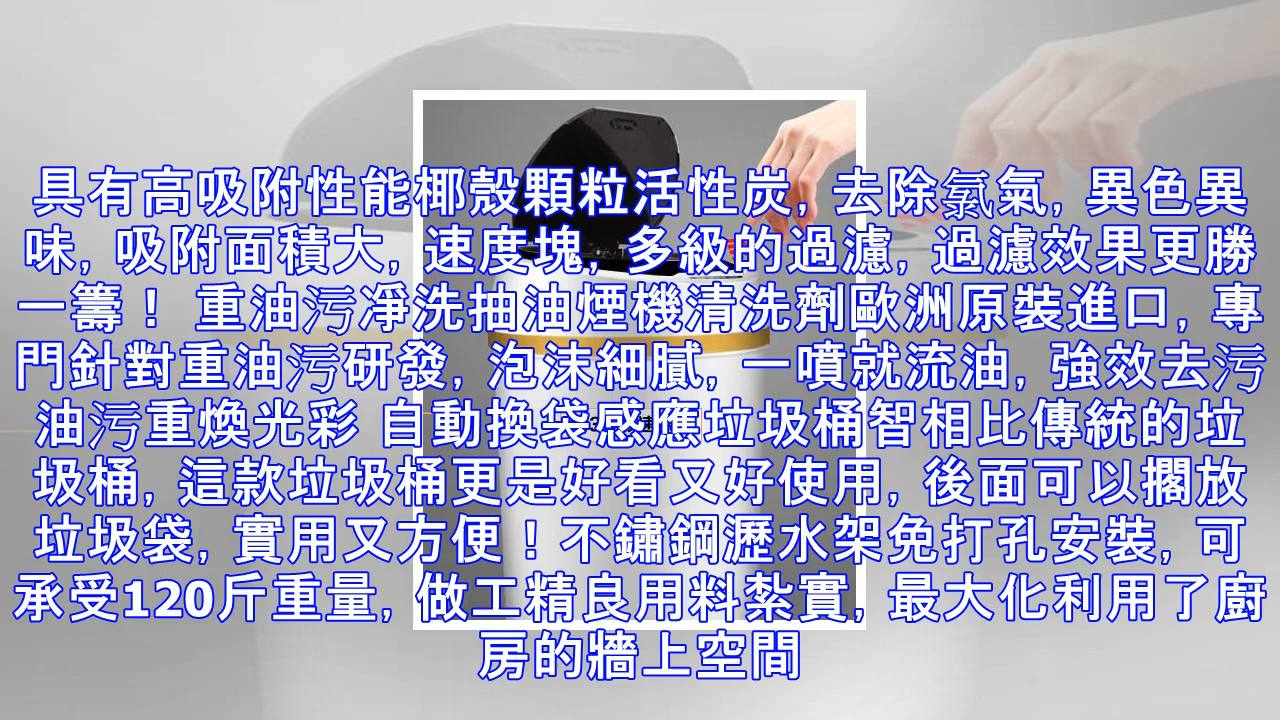 具有高吸附性能椰殼顆粒活性炭, 去除氯氣, 異色異
味, 吸附面積大, 速度塊, 多級的過濾, 過濾效果更勝
一籌！ 重油污凈洗抽油煙機清洗劑歐洲原裝進口, 專
門針對重油污研發, 泡沫細膩, 一噴就流油, 強效去污
油污重煥光彩 自動換袋感應垃圾桶智相比傳統的垃
圾桶, 這款垃圾桶更是好看又好使用, 後面可以擱放
垃圾袋, 實用又方便！不鏽鋼瀝水架免打孔安裝, 可
承受120斤重量, 做工精良用料紮實, 最大化利用了廚
房的牆上空間